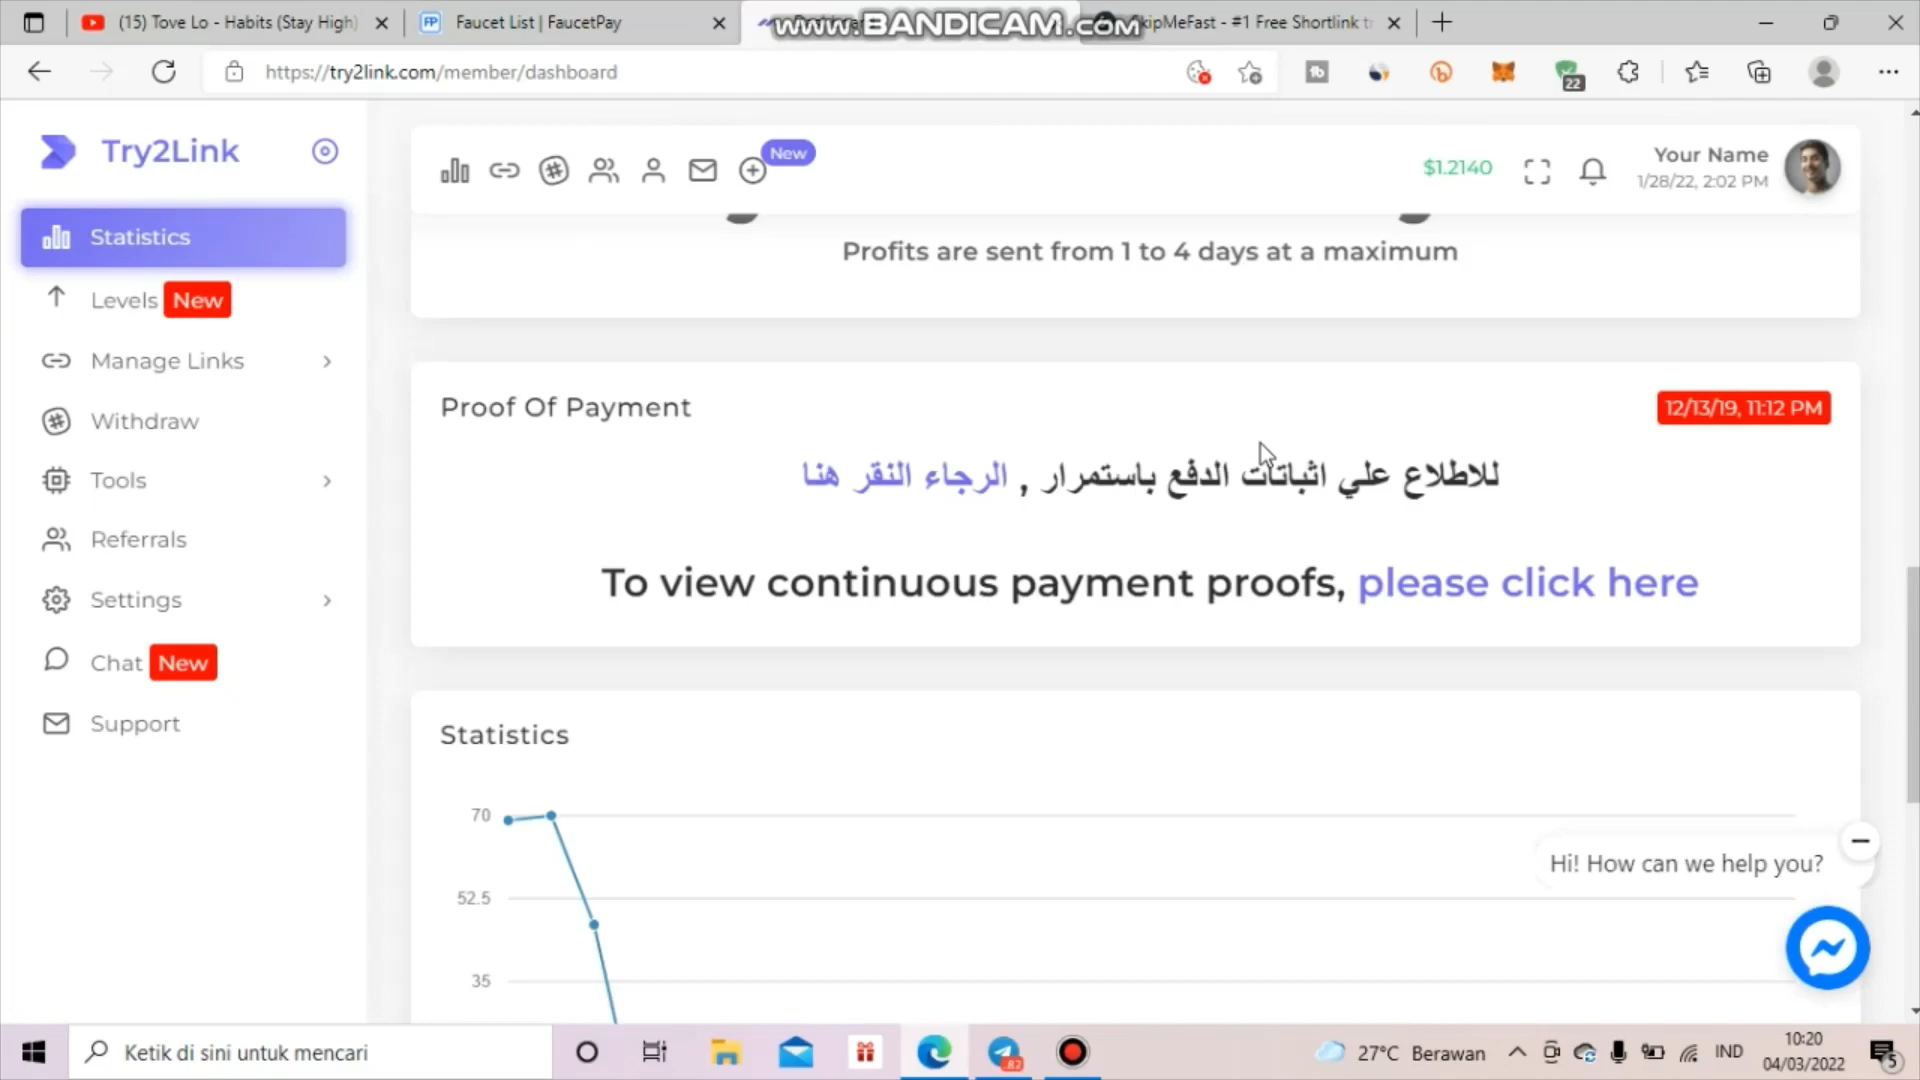 (15) Tove Lo - Habits (Stay High)
Faucet List | FaucetPay
www.BANDICAM.com
SkipMeFast - #1 Free Shortlink t
https://try2link.com/member/dashboard
22
Try2Link
New
$1.2140
Your Name
1/28/22, 2:02 PM
Statistics
Levels New
Manage Links
Withdraw
Tools
Referrals
Settings
Chat New
Support
Profits are sent from 1 to 4 days at a maximum
Proof Of Payment
12/13/19, 11:12 PM
للاطلاع علي اثباتات الدفع باستمرار , الرجاء النقر هنا
To view continuous payment proofs, please click here
Statistics
70
52.5
35
Hi! How can we help you?
Ketik di sini untuk mencari
82
27°C Berawan
IND
10:20
04/03/2022
5